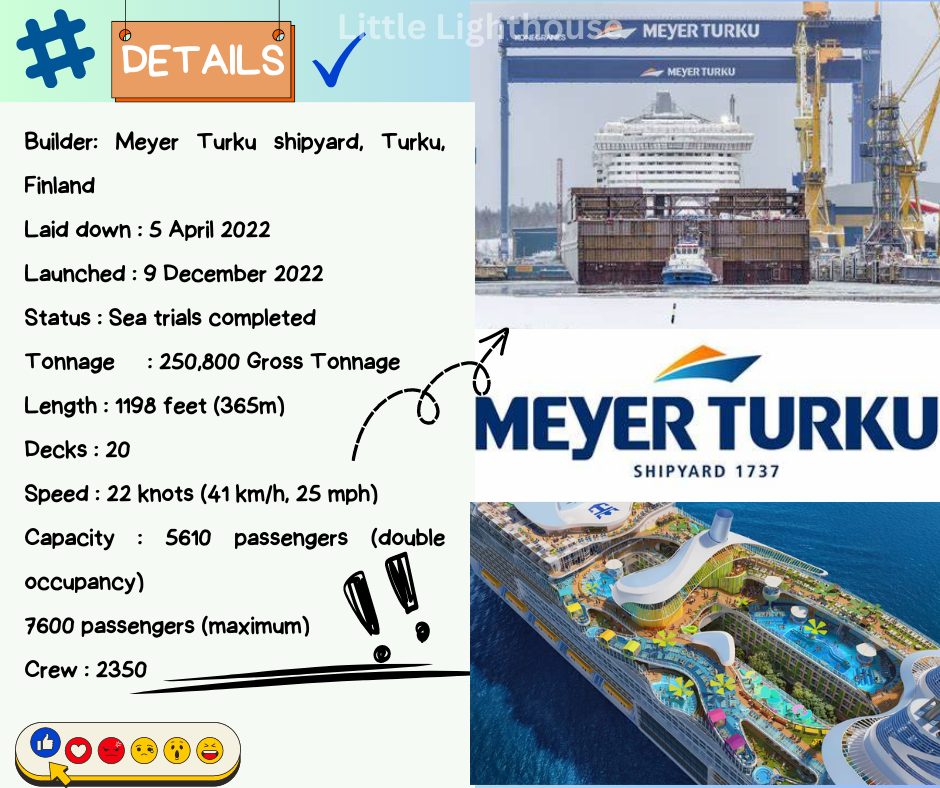 Little Lighthouse
DETAILS
Builder: Meyer Turku shipyard, Turku,
Finland
Laid down : 5 April 2022
Launched : 9 December 2022
Status : Sea trials completed
Tonnage : 250,800 Gross Tonnage
Length : 1198 feet (365m)
Decks : 20
Speed : 22 knots (41 km/h, 25 mph)
Capacity : 5610 passengers (double
occupancy)
7600 passengers (maximum)
Crew : 2350
!!
KONECRANES
MEYER TURKU
MEYER TURKU
MEYER TURKU
SHIPYARD 1737